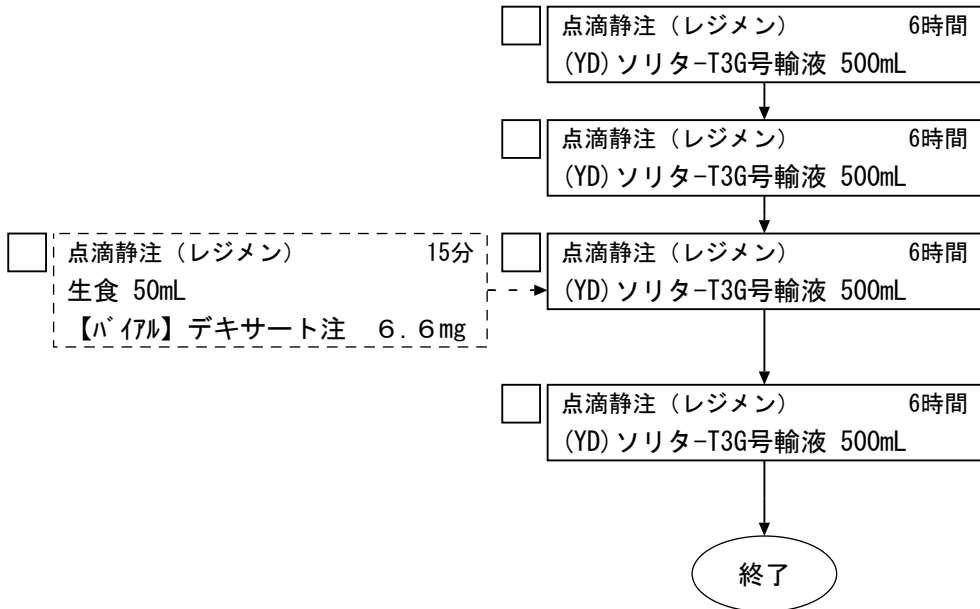 点滴静注（レジメン） 6時間
(YD)ソリターT3G号輸液 500mL
点滴静注（レジメン） 6時間
(YD)ソリターT3G号輸液 500mL
点滴静注（レジメン） 15分
生食 50mL
【ﾊﾞｲｱﾙ】デキサート注　６．６mg
点滴静注（レジメン） 6時間
(YD)ソリターT3G号輸液 500mL
点滴静注（レジメン） 6時間
(YD)ソリターT3G号輸液 500mL
終了